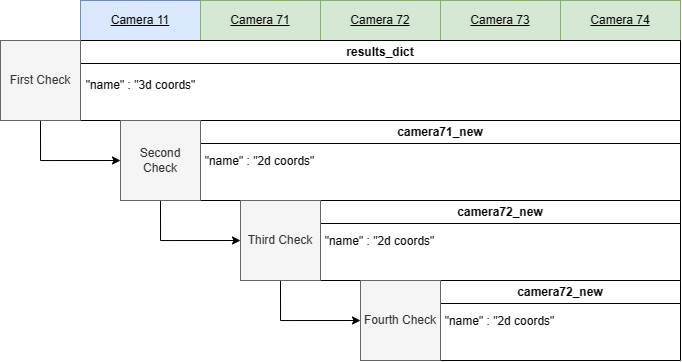 Camera 11
Camera 71
Camera 72
Camera 73
Camera 74
results_dict
First Check
"name" : "3d coords"
camera71_new
Second
Check
"name" : "2d coords"
camera72_new
Third Check
"name" : "2d coords"
camera72_new
Fourth Check
"name" : "2d coords"